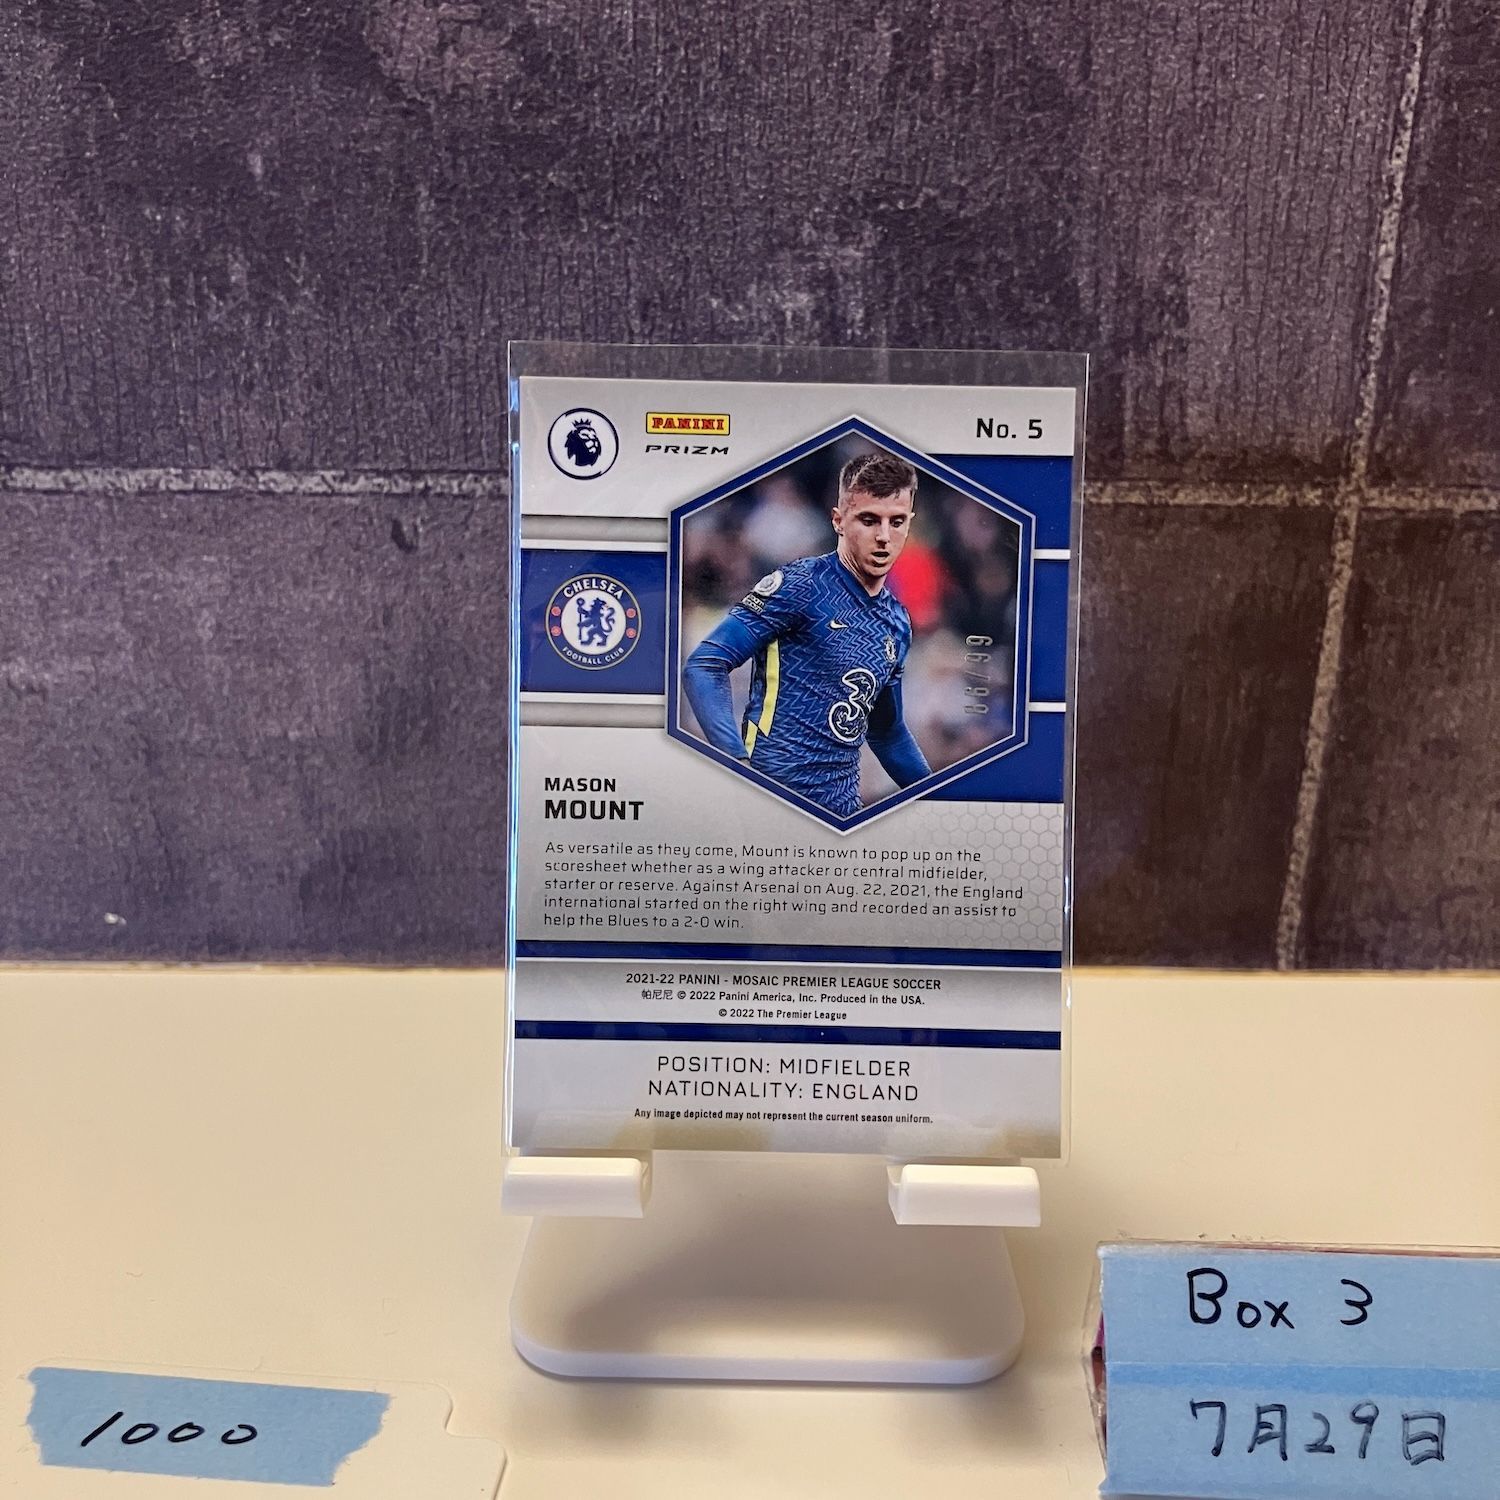 PANINI
PRIZM
No. 5
CHELSEA
FOOTBALL CLUB
3
MASON
MOUNT
As versatile as they come, Mount is known to pop up on the
scoresheet whether as a wing attacker or central midfielder,
starter or reserve. Against Arsenal on Aug. 22, 2021, the England
international started on the right wing and recorded an assist to
help the Blues to a 2-0 win.
2021-22 PANINI - MOSAIC PREMIER LEAGUE SOCCER
帕尼尼 © 2022 Panini America, Inc. Produced in the USA.
© 2022 The Premier League
POSITION: MIDFIELDER
NATIONALITY: ENGLAND
Any image depicted may not represent the current season uniform.
1000
Box 3
7月29日